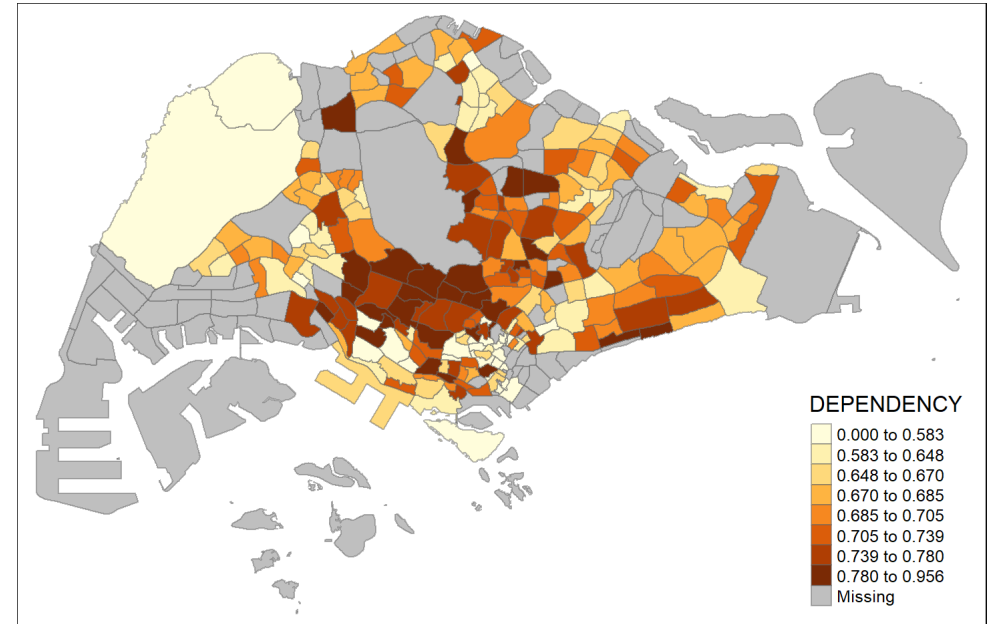 DEPENDENCY
0.000 to 0.583
0.583 to 0.648
0.648 to 0.670
0.670 to 0.685
0.685 to 0.705
0.705 to 0.739
0.739 to 0.780
0.780 to 0.956
Missing